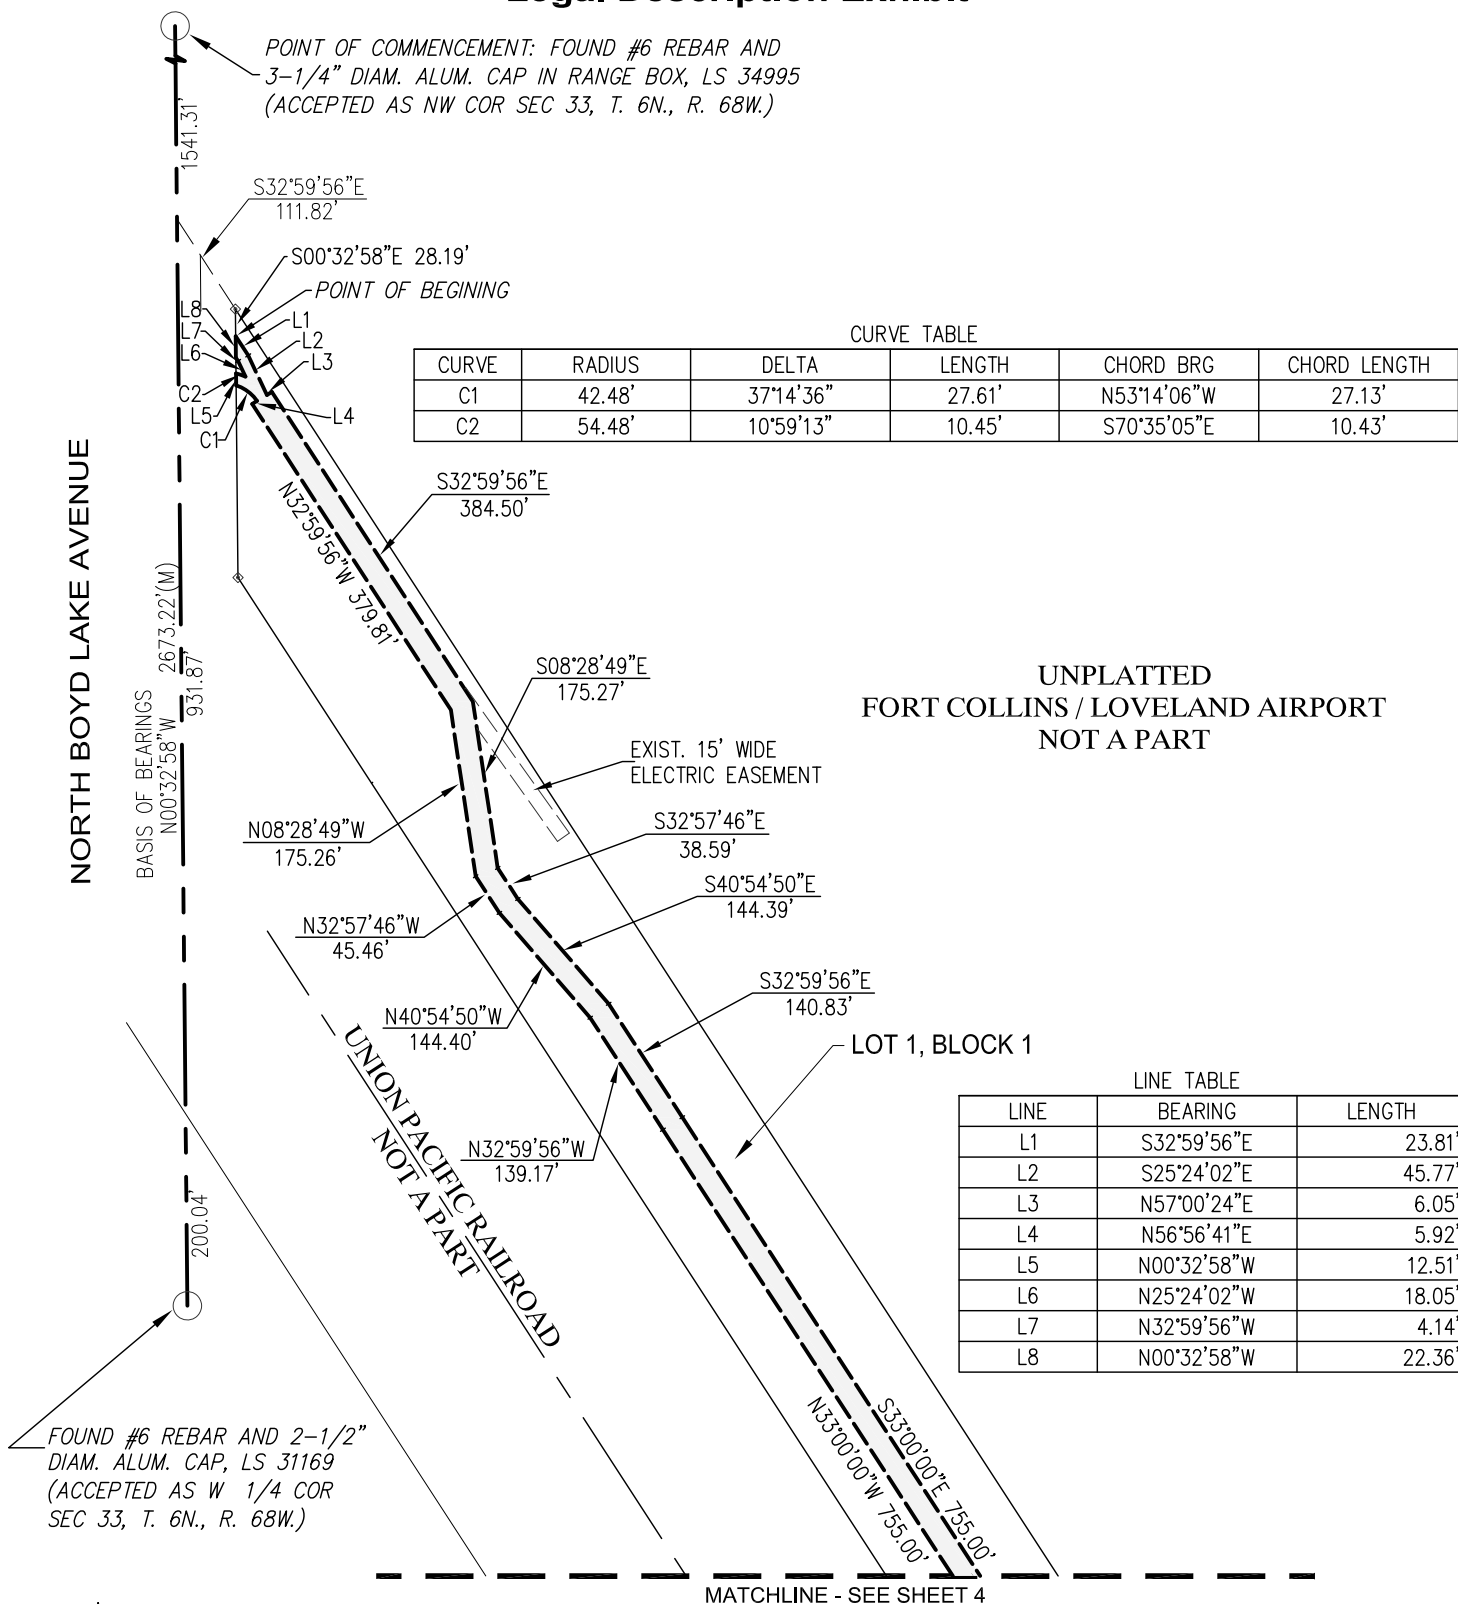 Legal Description Exhibit
POINT OF COMMENCEMENT: FOUND #6 REBAR AND
3-1/4" DIAM. ALUM. CAP IN RANGE BOX, LS 34995
(ACCEPTED AS NW COR SEC 33, T. 6N., R. 68W.)
1541.31'
S32°59'56"E
111.82'
S00°32'58"E 28.19'
POINT OF BEGINING
L8
L7
L6
C2
L5
C1
L1
L2
L3
L4
CURVE TABLE
CURVE RADIUS DELTA LENGTH CHORD BRG CHORD LENGTH
C1 42.48' 37°14'36" 27.61' N53°14'06"W 27.13'
C2 54.48' 10°59'13" 10.45' S70°35'05"E 10.43'
S32°59'56"E
384.50'
N32°59'56"W 379.81'
NORTH BOYD LAKE AVENUE
BASIS OF BEARINGS
N00°32'58"W 2673.22'(M)
931.87'
S08°28'49"E
175.27'
UNPLATTED
FORT COLLINS / LOVELAND AIRPORT
NOT A PART
EXIST. 15' WIDE
ELECTRIC EASEMENT
N08°28'49"W
175.26'
S32°57'46"E
38.59'
S40°54'50"E
144.39'
N32°57'46"W
45.46'
S32°59'56"E
140.83'
N40°54'50"W
144.40'
LOT 1, BLOCK 1
UNION PACIFIC RAILROAD
NOT A PART
N32°59'56"W
139.17'
LINE TABLE
LINE BEARING LENGTH
L1 S32°59'56"E 23.81'
L2 S25°24'02"E 45.77'
L3 N57°00'24"E 6.05'
L4 N56°56'41"E 5.92'
L5 N00°32'58"W 12.51'
L6 N25°24'02"W 18.05'
L7 N32°59'56"W 4.14'
L8 N00°32'58"W 22.36'
200.04'
FOUND #6 REBAR AND 2-1/2"
DIAM. ALUM. CAP, LS 31169
(ACCEPTED AS W 1/4 COR
SEC 33, T. 6N., R. 68W.)
N33°00'00"W 755.00'
S33°00'00"E 755.00'
MATCHLINE - SEE SHEET 4